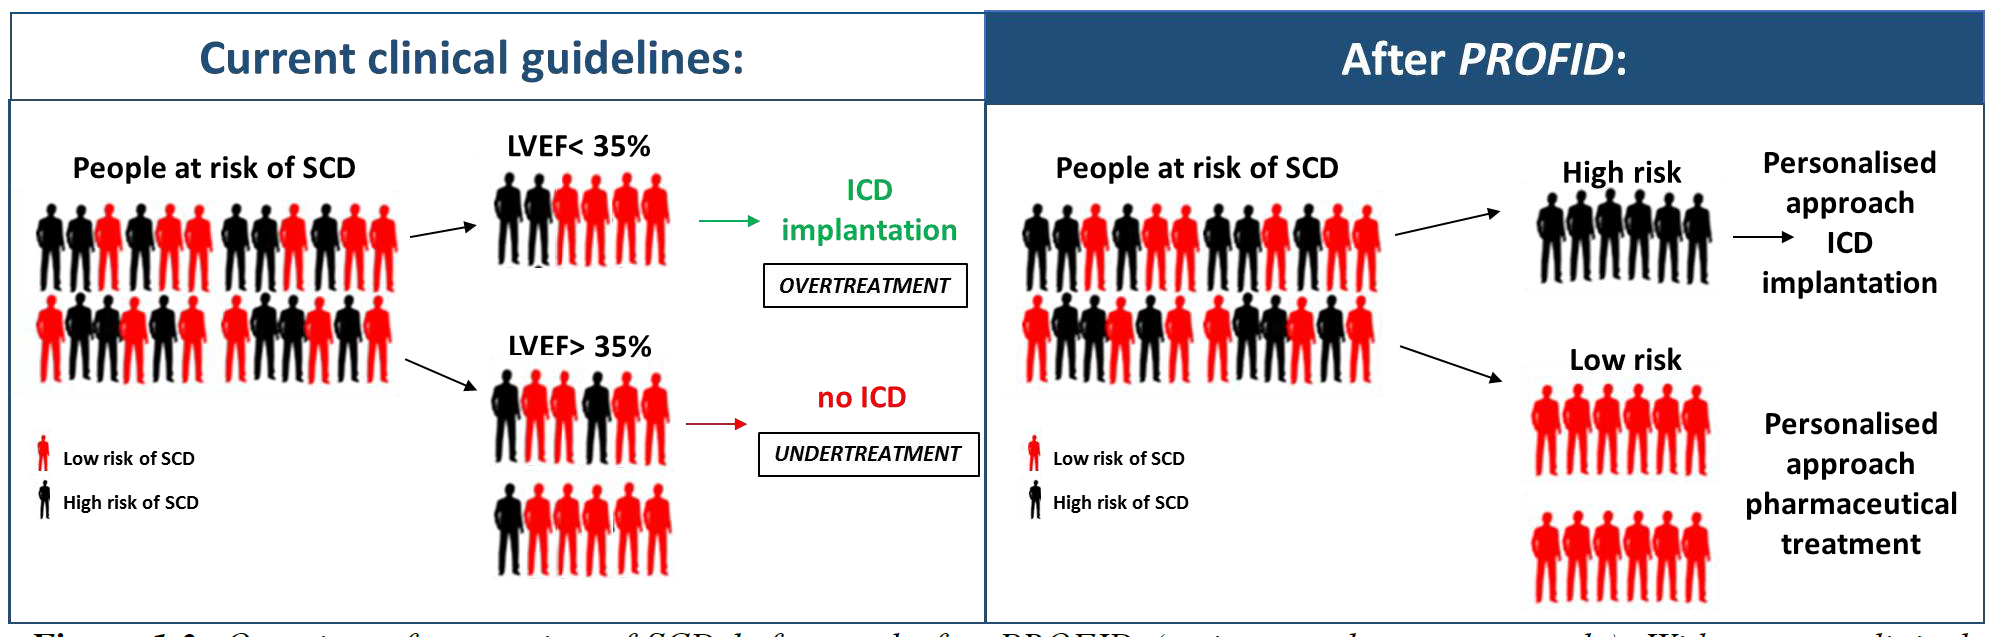 Current clinical guidelines:
People at risk of SCD
LVEF< 35%
ICD
implantation
OVERTREATMENT
LVEF> 35%
no ICD
UNDERTREATMENT
Low risk of SCD
High risk of SCD
After PROFID:
People at risk of SCD
High risk
Personalised
approach
ICD
implantation
Low risk
Personalised
approach
pharmaceutical
treatment
Low risk of SCD
High risk of SCD